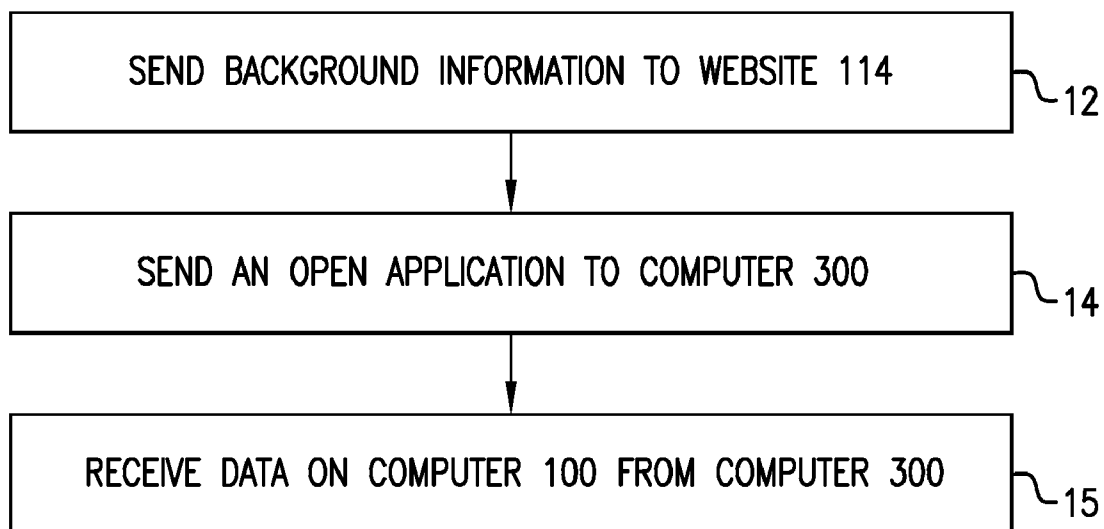 SEND BACKGROUND INFORMATION TO WEBSITE 114
12
SEND AN OPEN APPLICATION TO COMPUTER 300
14
RECEIVE DATA ON COMPUTER 100 FROM COMPUTER 300
15